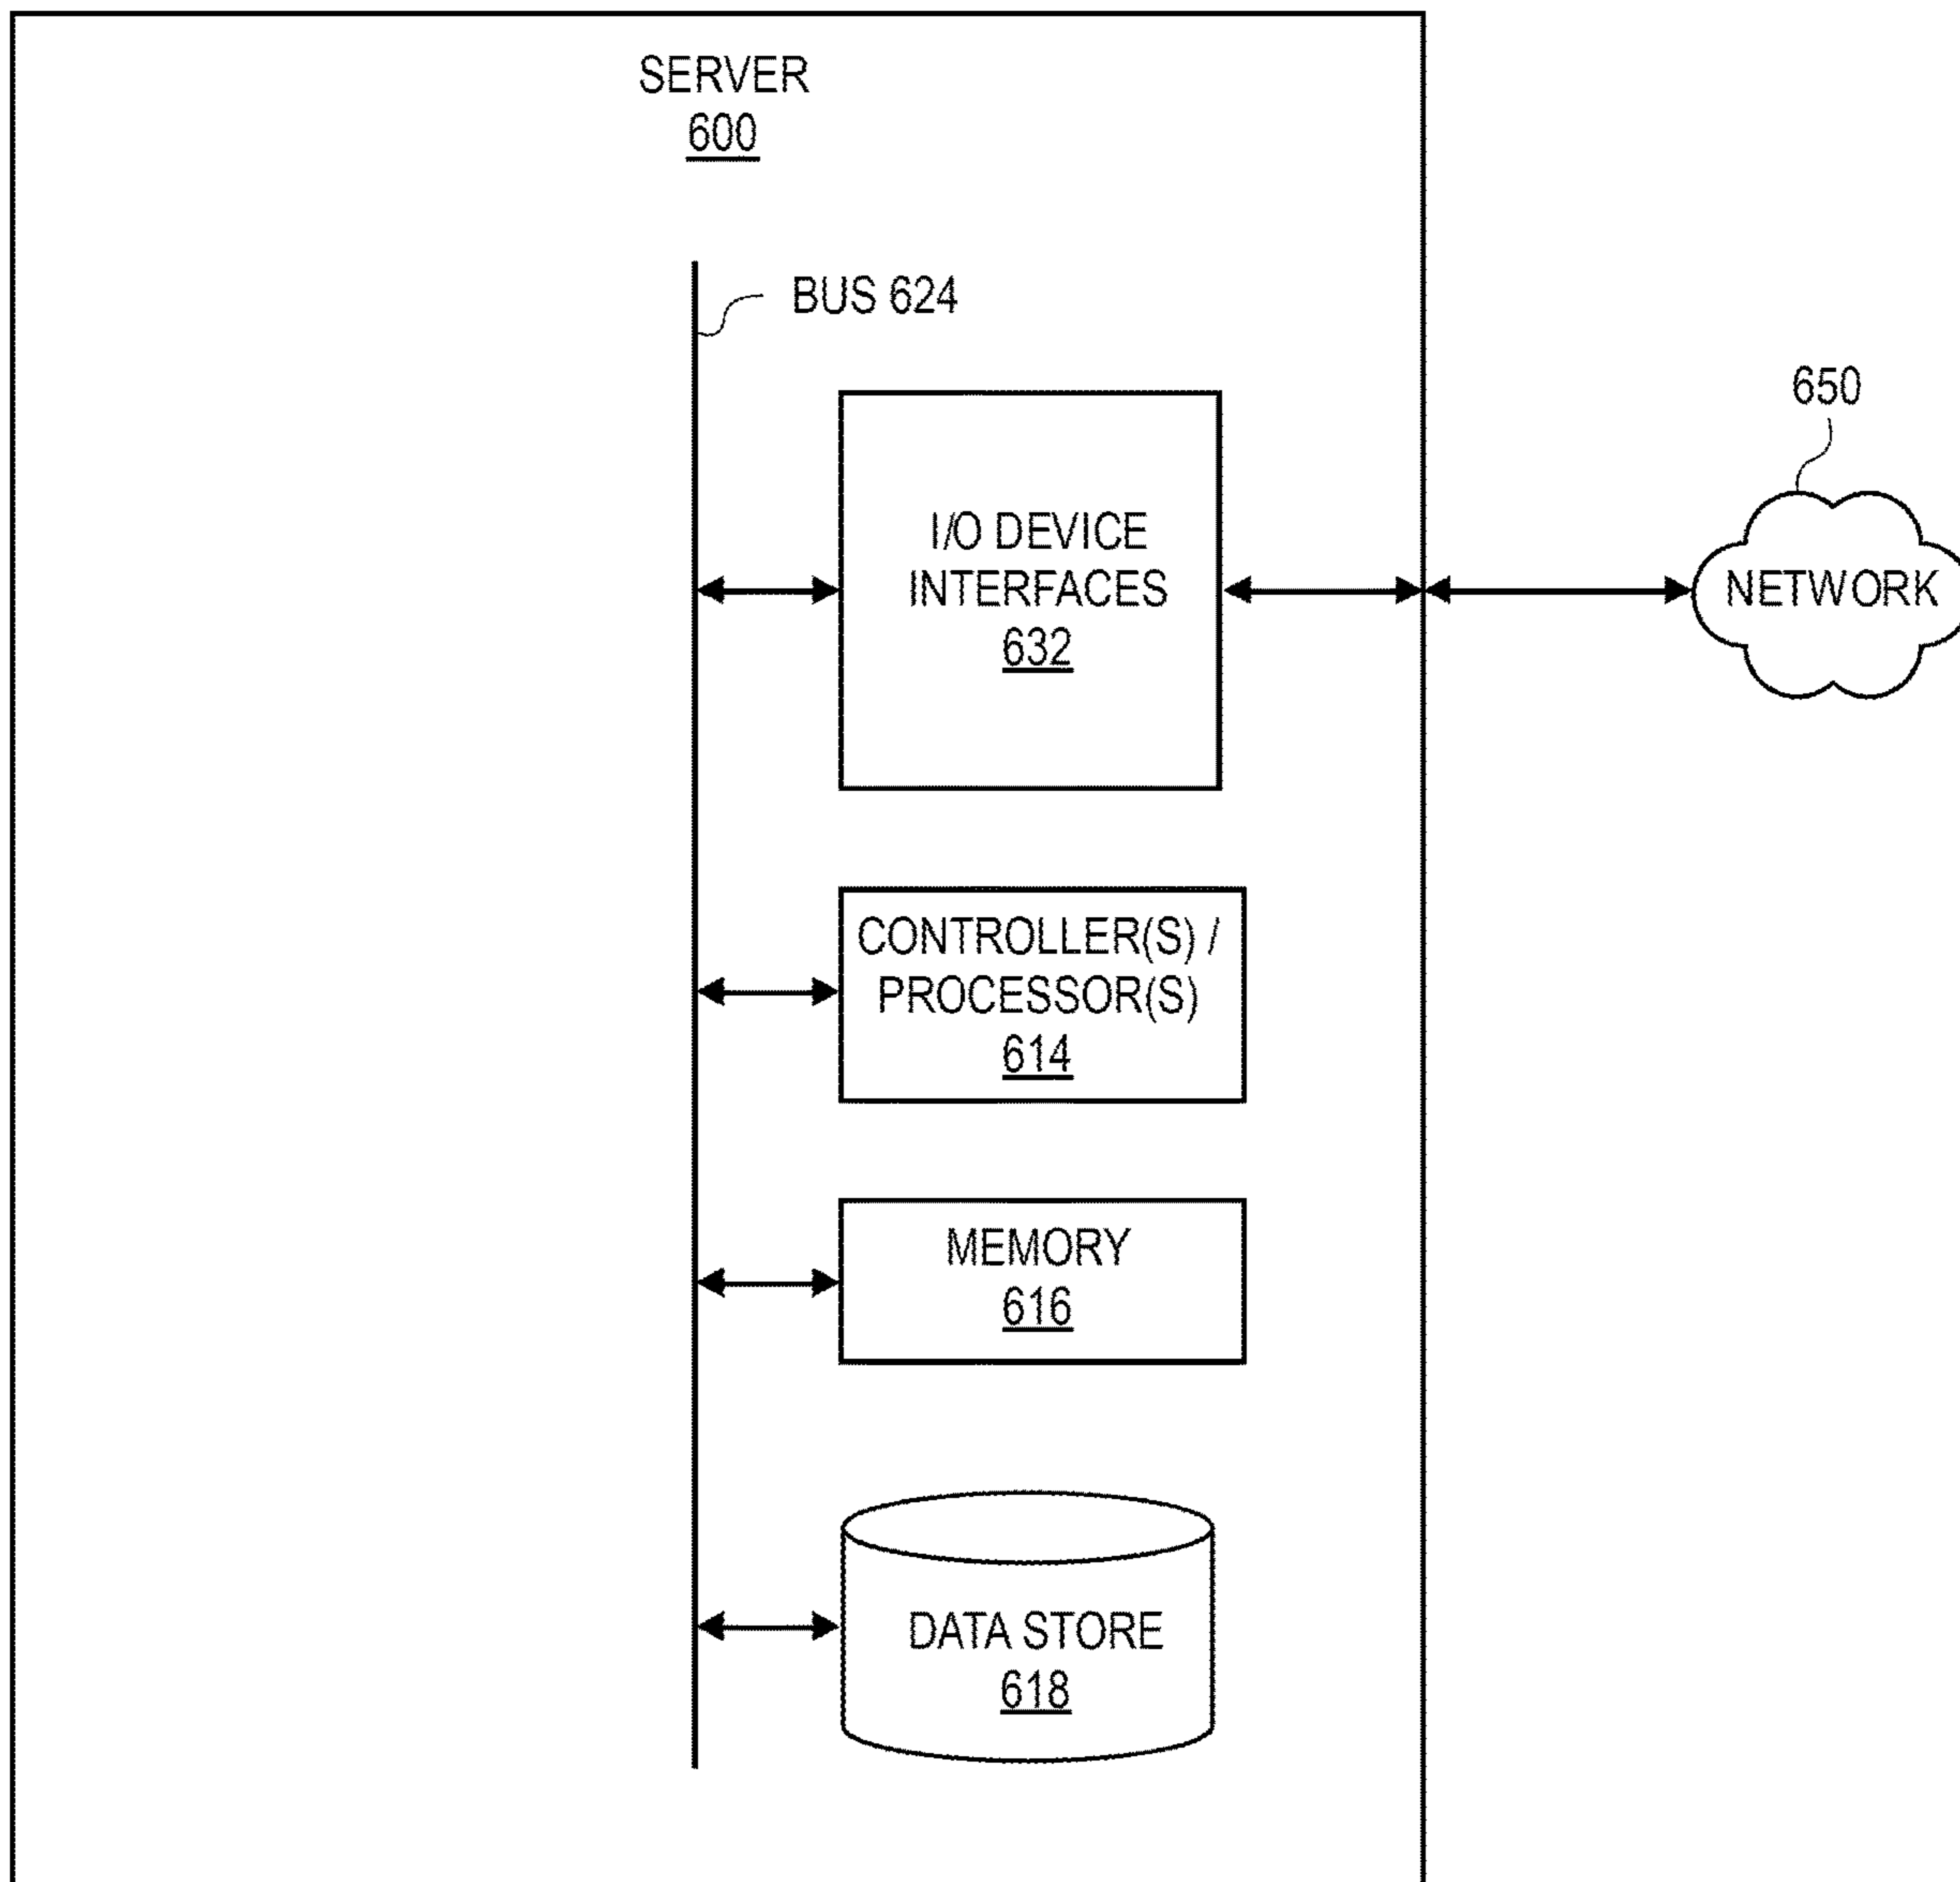 SERVER
600
BUS 624
650
I/O DEVICE
INTERFACES
632
NETWORK
CONTROLLER(S) /
PROCESSOR(S)
614
MEMORY
616
DATA STORE
618